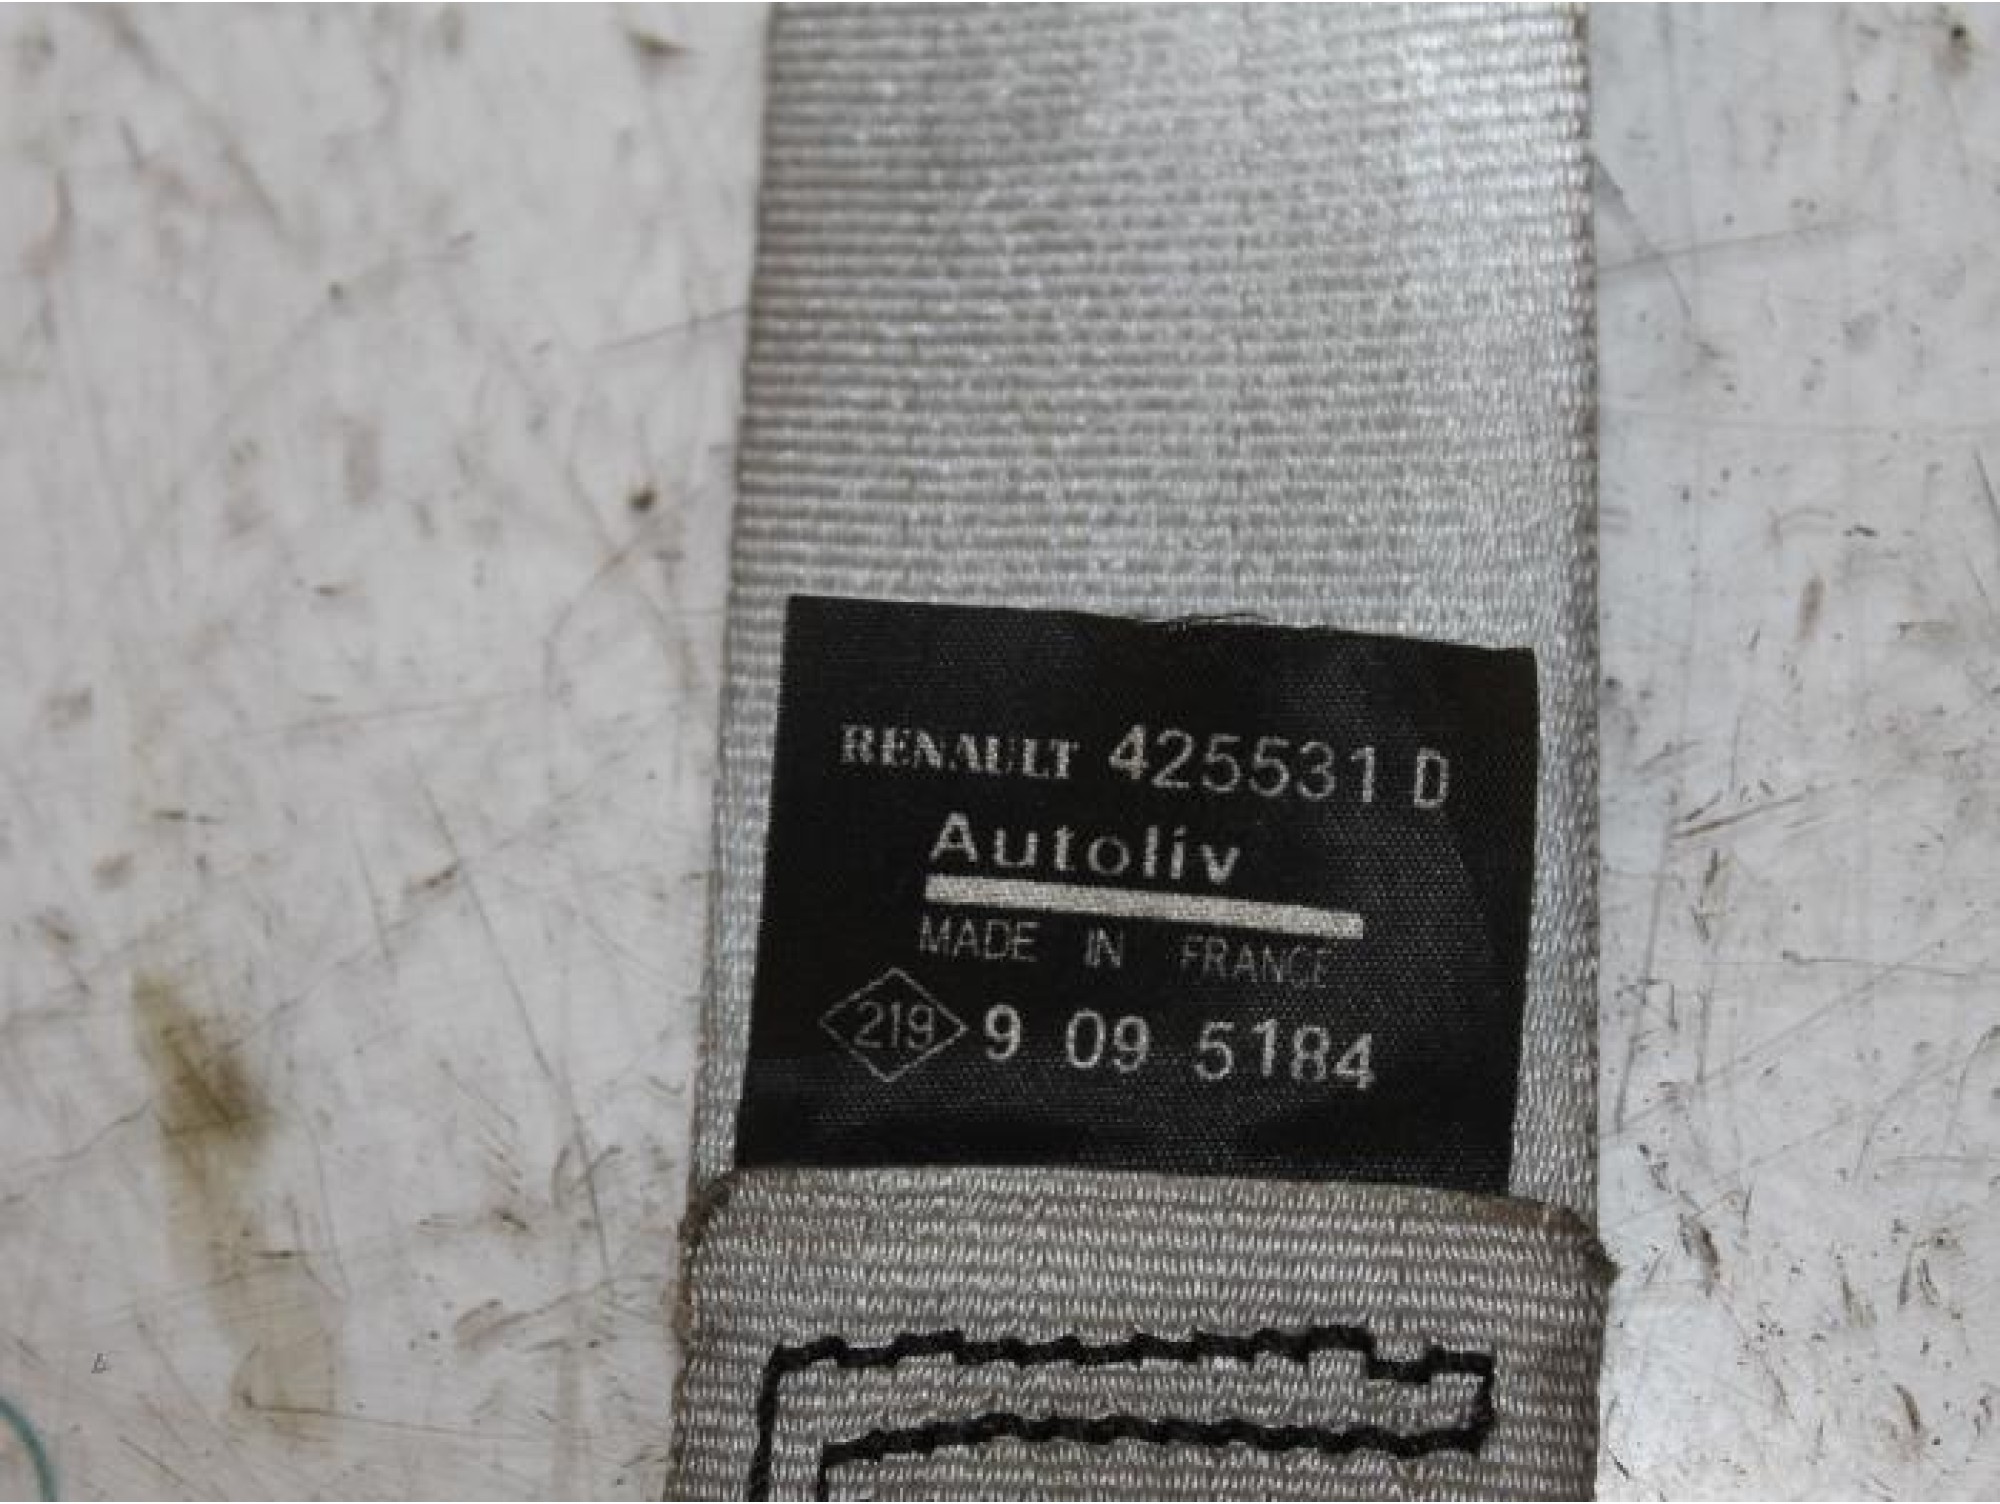 RENAULT 425531 D
Autoliv
MADE IN FRANCE
219 9 09 5184